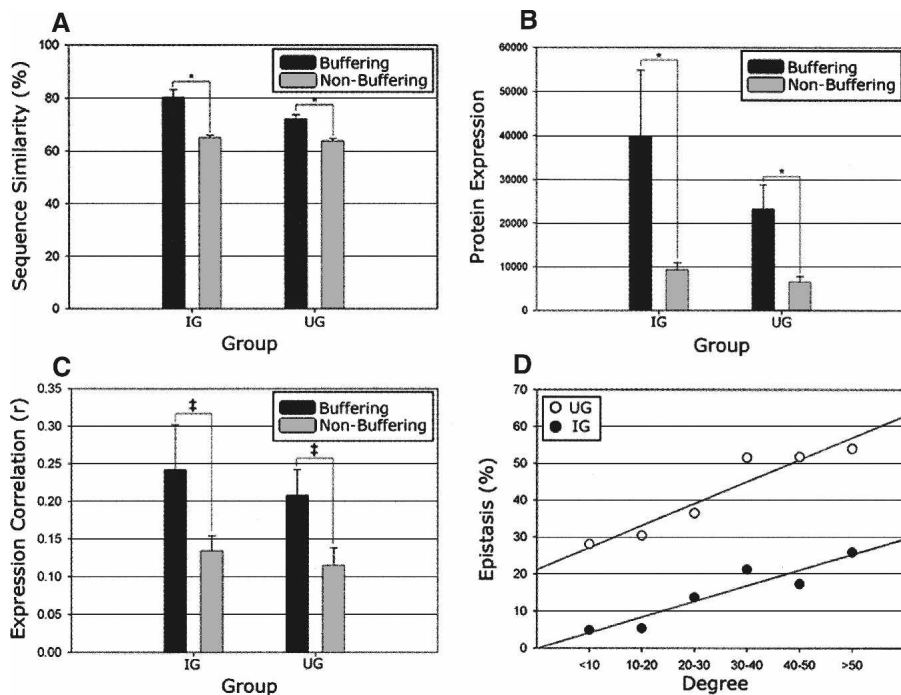 A
Sequence Similarity (%)
100
80
60
40
20
0
Buffering
Non-Buffering
*
*
IG
UG
Group
B
Protein Expression
60000
50000
40000
30000
20000
10000
0
Buffering
Non-Buffering
*
*
IG
UG
Group
C
Expression Correlation (r)
0.35
0.30
0.25
0.20
0.15
0.10
0.05
0.00
Buffering
Non-Buffering
‡
‡
IG
UG
Group
D
Epistasis (%)
70
60
50
40
30
20
10
0
UG
IG
<10
10-20
20-30
30-40
40-50
>50
Degree